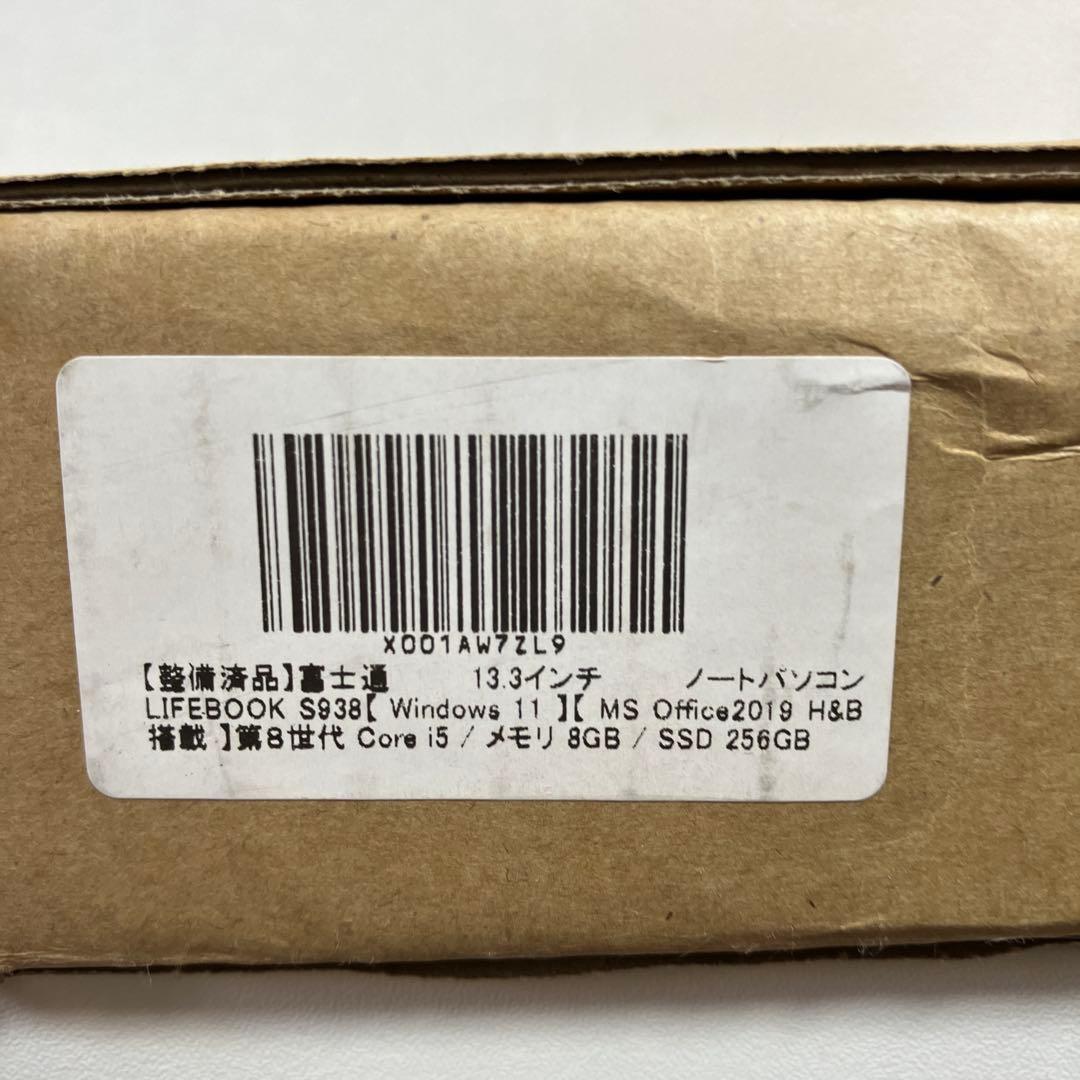 X001AW7ZL9
【整備済品】富士通 13.3インチ ノートパソコン
LIFEBOOK S938【 Windows 11 】【 MS Office2019 H&B
搭載 】第8世代 Core i5 / メモリ 8GB / SSD 256GB